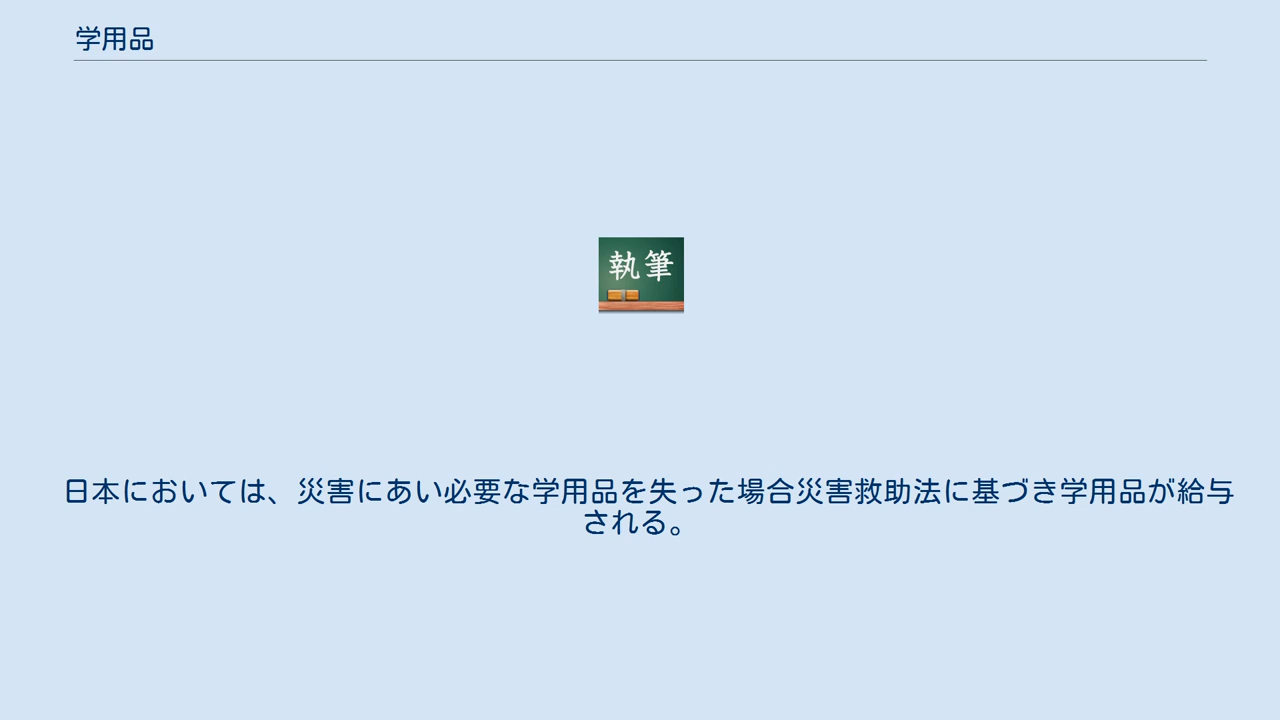 学用品
執筆
日本においては、災害にあい必要な学用品を失った場合災害救助法に基づき学用品が給与
される。